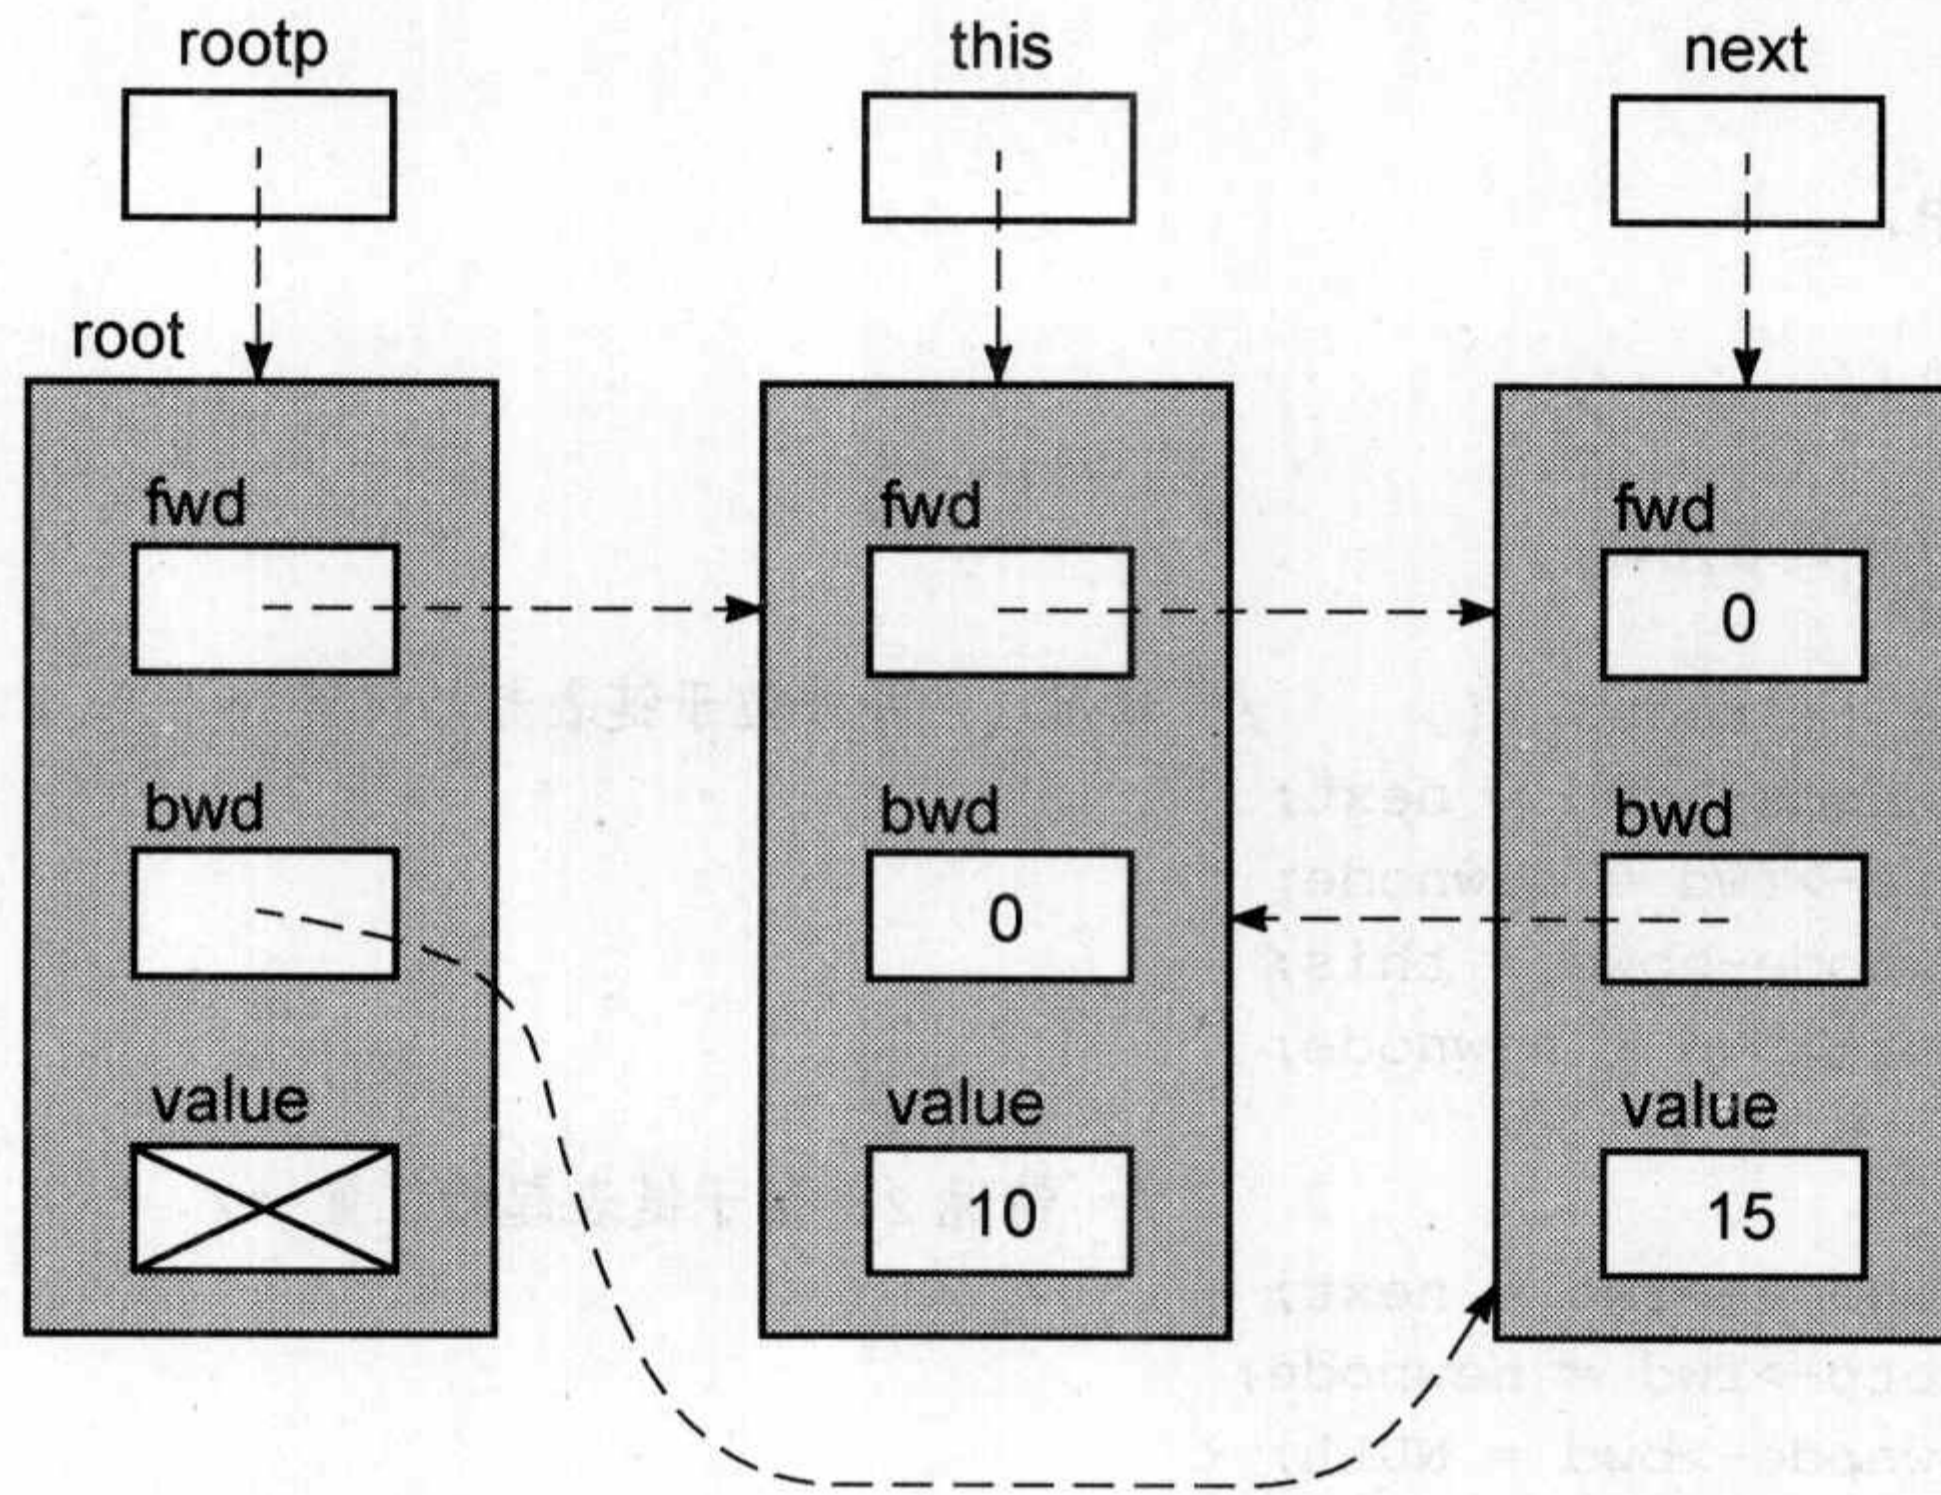 rootp this next
root
fwd fwd fwd
0
bwd bwd bwd
0
value value value
10 15